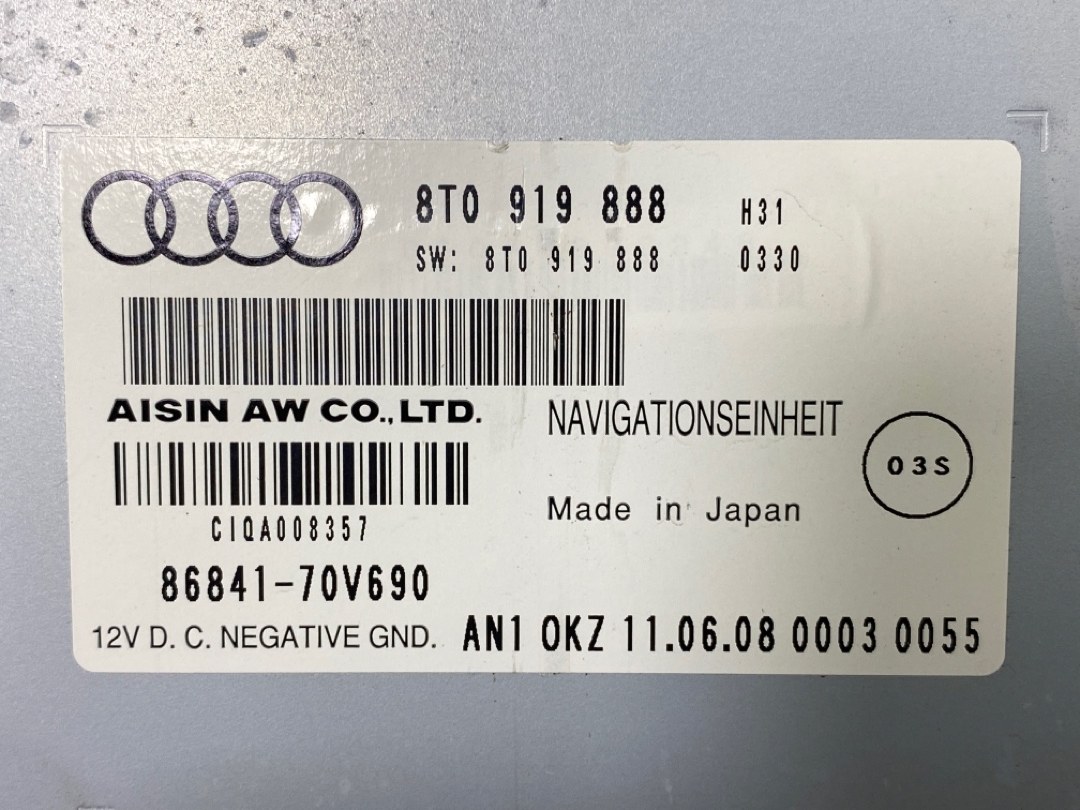 8T0 919 888 H31
SW: 8T0 919 888 0330
AISIN AW CO., LTD.
NAVIGATIONSEINHEIT
03S
Made in Japan
CIQA008357
86841-70V690
12V D. C. NEGATIVE GND. AN1 0KZ 11.06.08 0003 0055